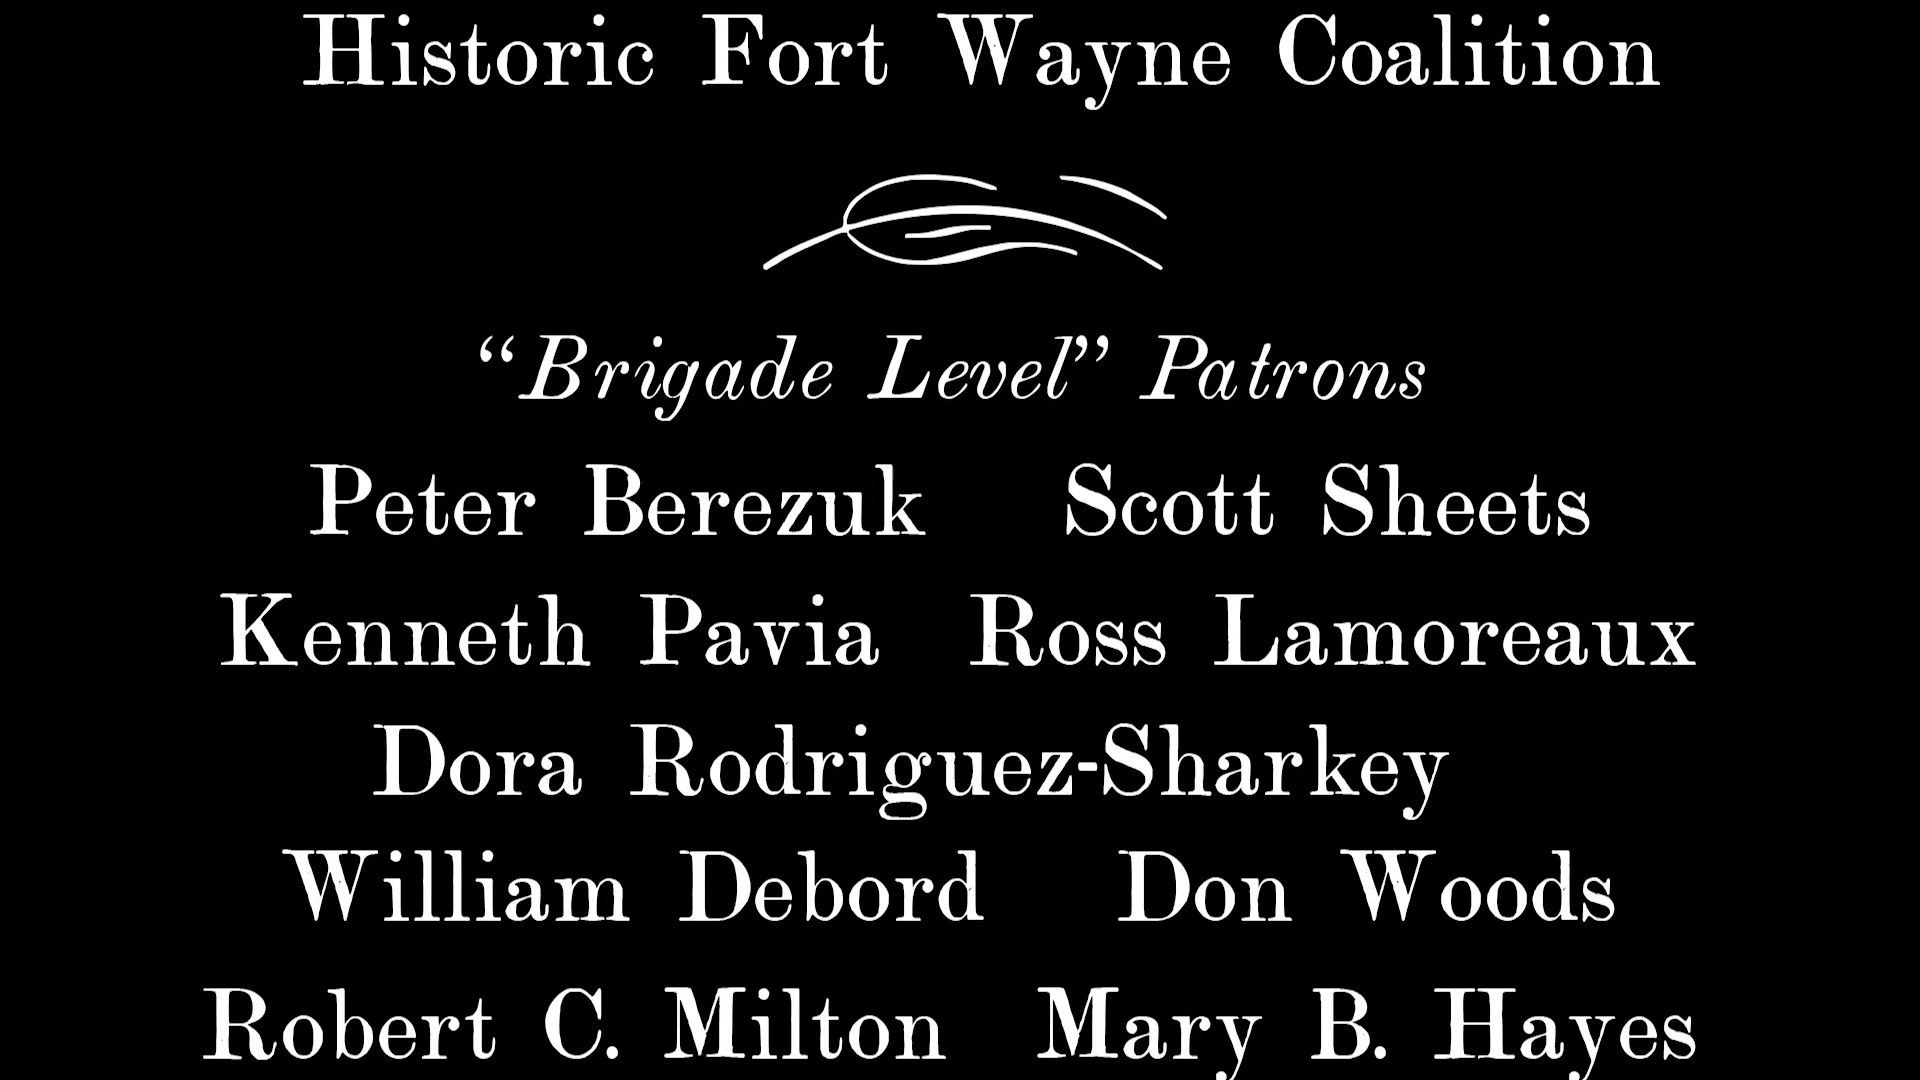 Historic Fort Wayne Coalition
“Brigade Level” Patrons
Peter Berezuk Scott Sheets
Kenneth Pavia Ross Lamoreaux
Dora Rodriguez-Sharkey
William Debord Don Woods
Robert C. Milton Mary B. Hayes